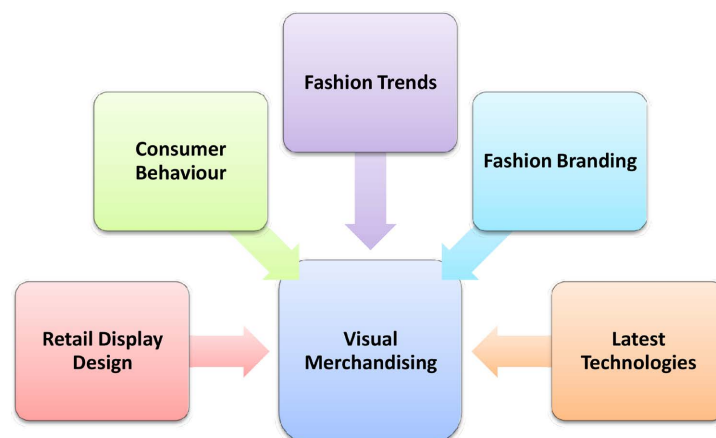 Fashion Trends
Consumer
Behaviour
Fashion Branding
Retail Display
Design
Visual
Merchandising
Latest
Technologies